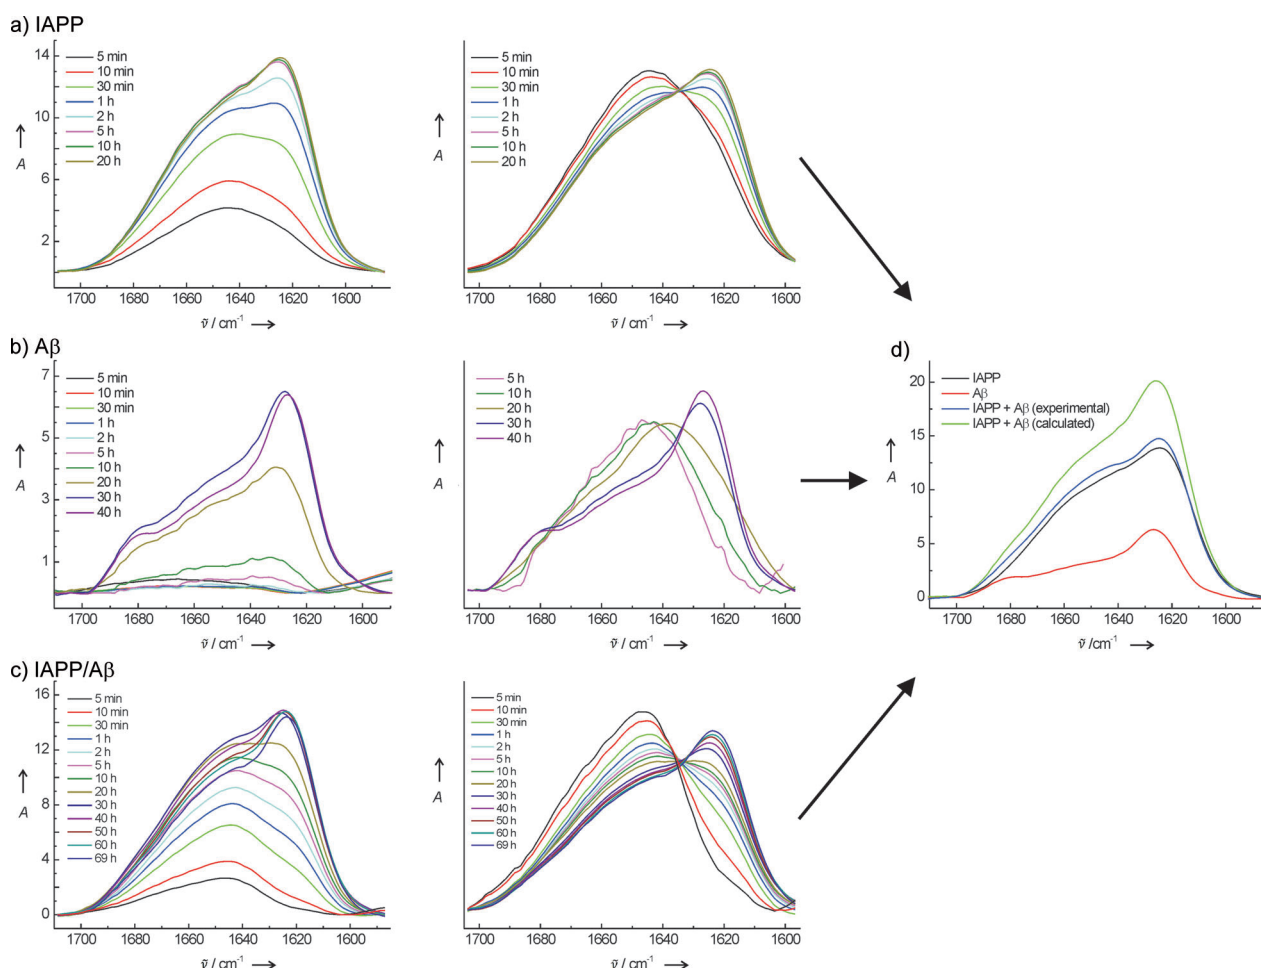 a) IAPP
14
10
6
2
A
5 min
10 min
30 min
1 h
2 h
5 h
10 h
20 h
1700 1680 1660 1640 1620 1600
ṽ / cm⁻¹
A
5 min
10 min
30 min
1 h
2 h
5 h
10 h
20 h
1700 1680 1660 1640 1620 1600
ṽ / cm⁻¹
b) Aβ
7
5
3
1
A
5 min
10 min
30 min
1 h
2 h
5 h
10 h
20 h
30 h
40 h
1700 1680 1660 1640 1620 1600
ṽ / cm⁻¹
A
5 h
10 h
20 h
30 h
40 h
1700 1680 1660 1640 1620 1600
ṽ / cm⁻¹
c) IAPP/Aβ
16
12
8
4
0
A
5 min
10 min
30 min
1 h
2 h
5 h
10 h
20 h
30 h
40 h
50 h
60 h
69 h
1700 1680 1660 1640 1620 1600
ṽ / cm⁻¹
A
5 min
10 min
30 min
1 h
2 h
5 h
10 h
20 h
30 h
40 h
50 h
60 h
69 h
1700 1680 1660 1640 1620 1600
ṽ / cm⁻¹
d)
20
15
10
5
0
A
IAPP
Aβ
IAPP + Aβ (experimental)
IAPP + Aβ (calculated)
1700 1680 1660 1640 1620 1600
ṽ /cm⁻¹